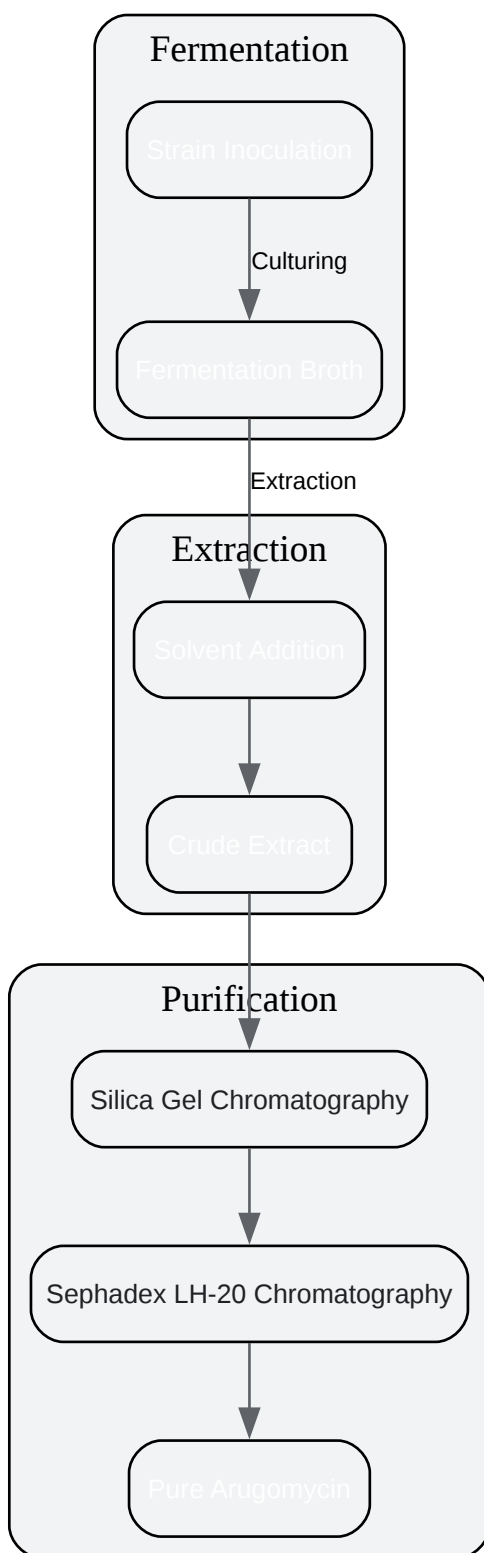 Fermentation
Strain Inoculation
Culturing
Fermentation Broth
Extraction
Extraction
Solvent Addition
Crude Extract
Purification
Silica Gel Chromatography
Sephadex LH-20 Chromatography
Pure Arugomycin